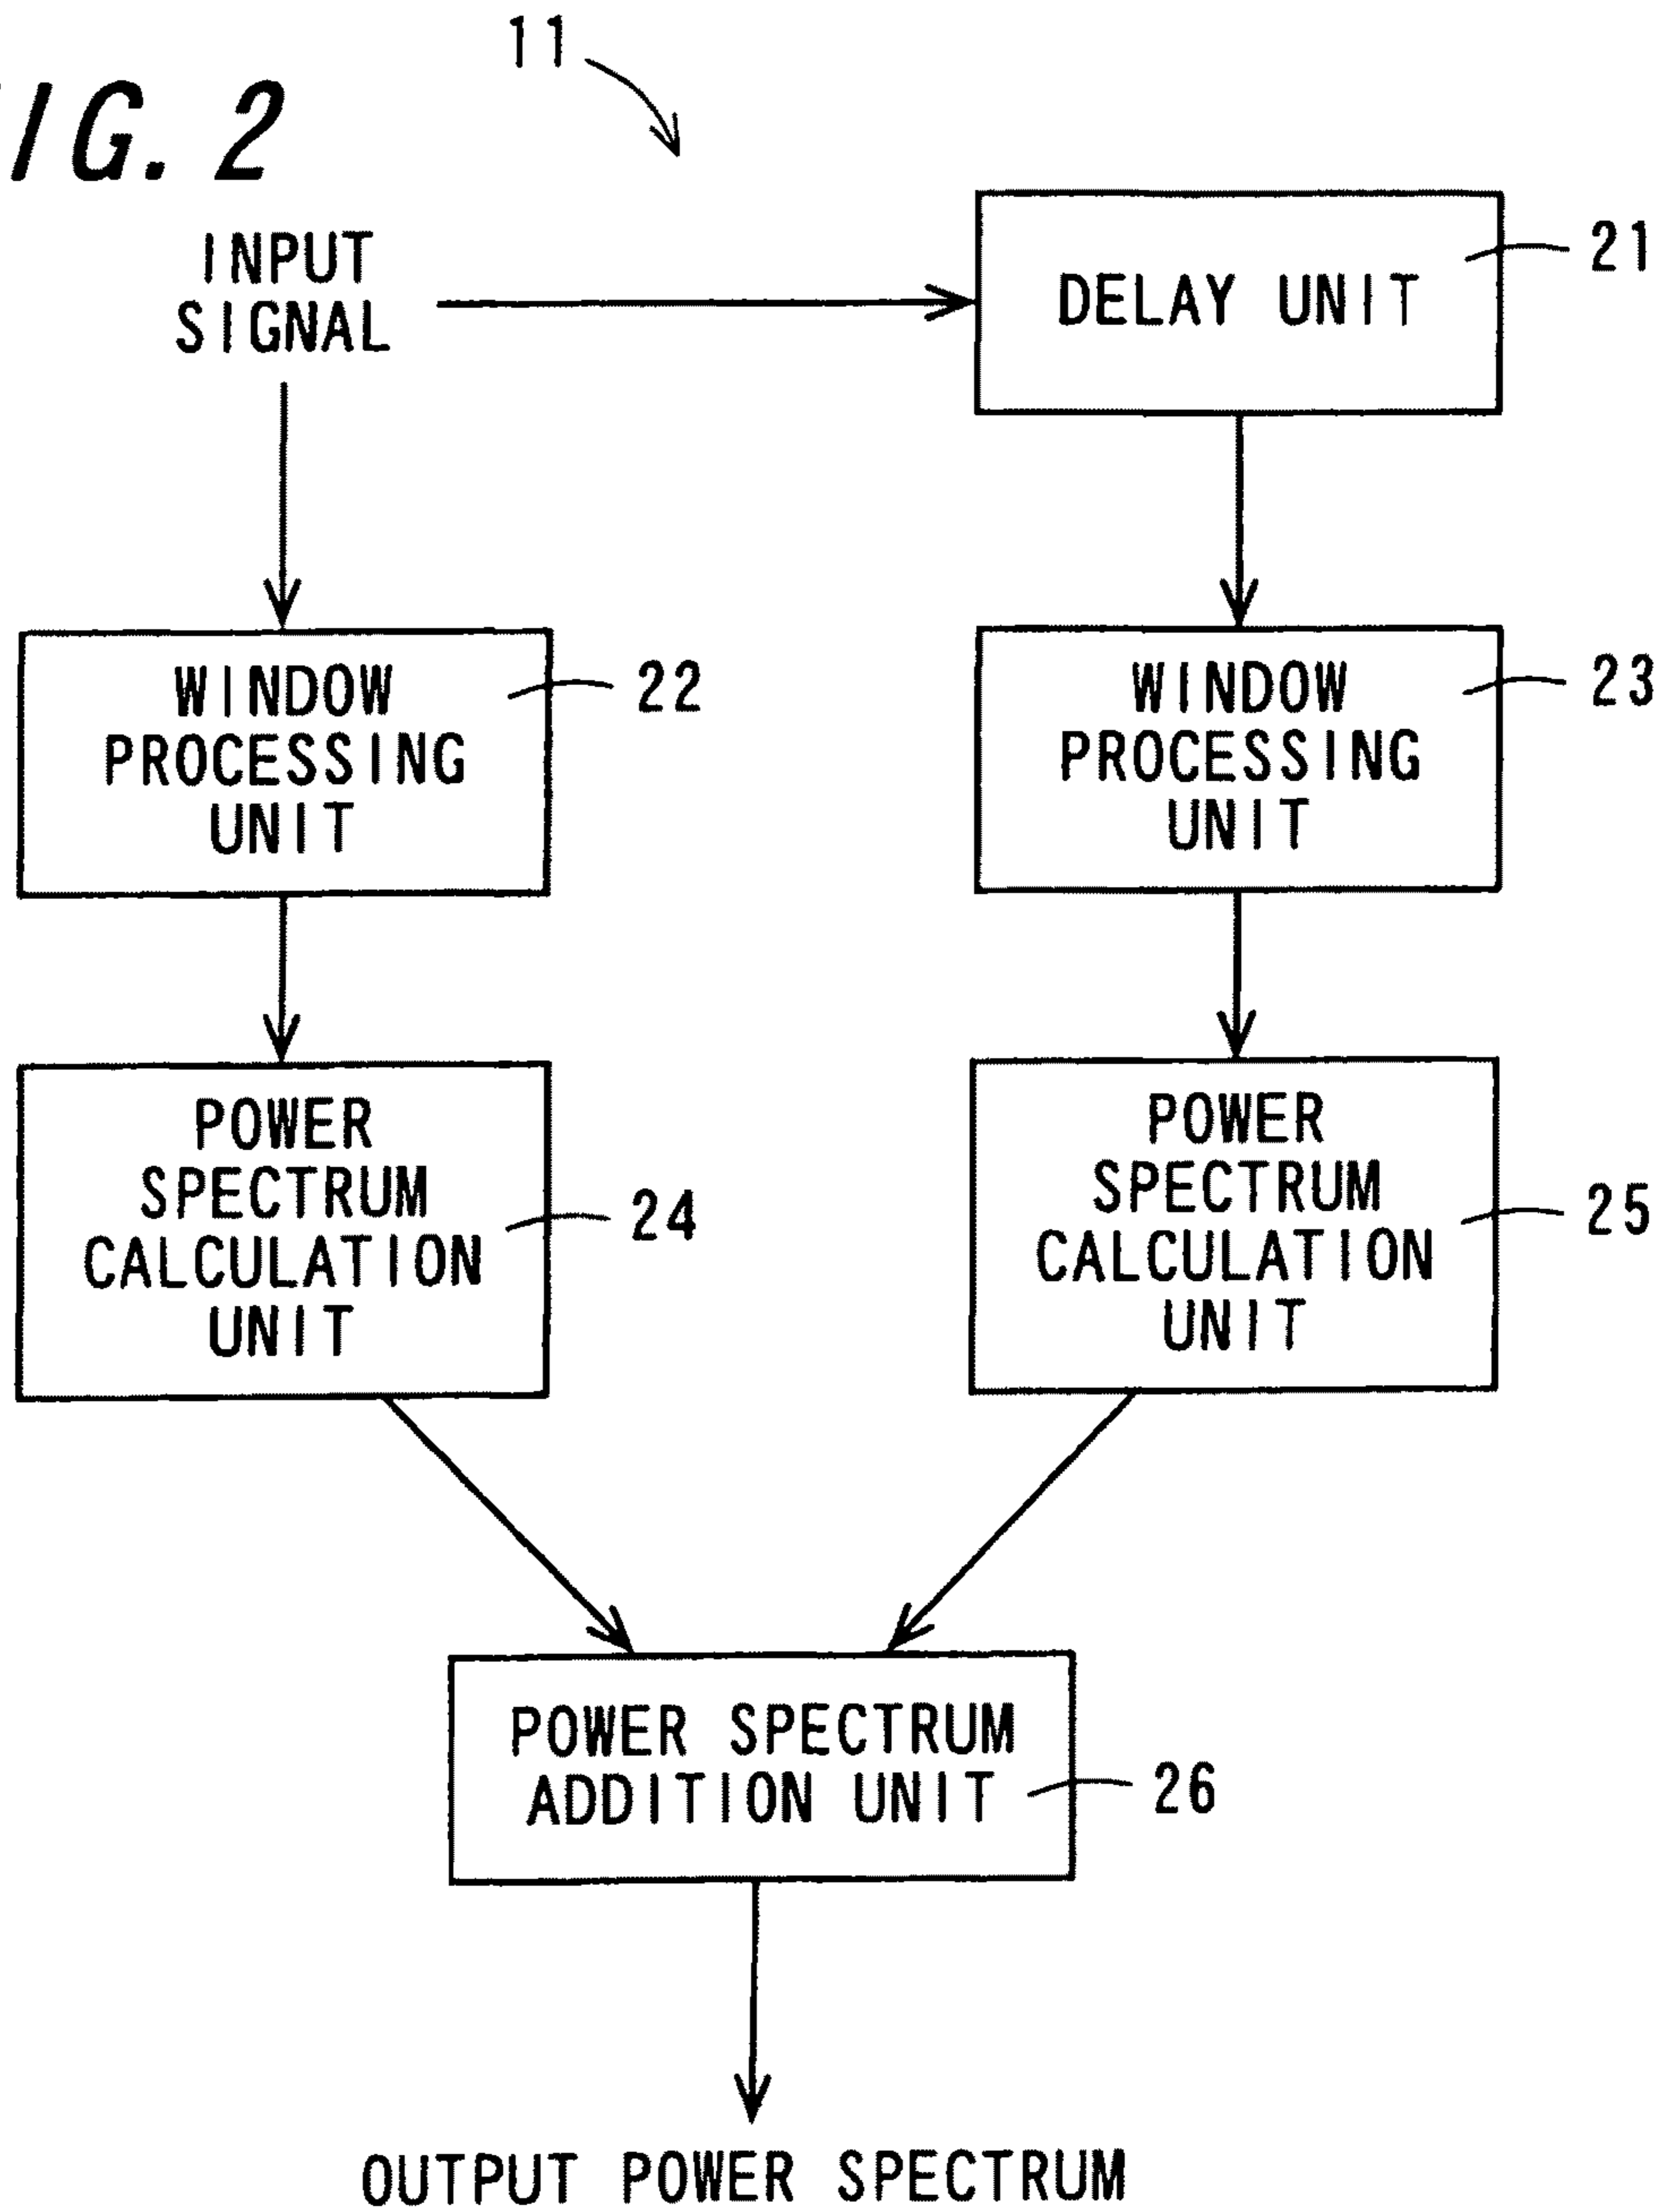 11
FIG. 2
INPUT
SIGNAL
DELAY UNIT
21
WINDOW
PROCESSING
UNIT
22
WINDOW
PROCESSING
UNIT
23
POWER
SPECTRUM
CALCULATION
UNIT
24
POWER
SPECTRUM
CALCULATION
UNIT
25
POWER SPECTRUM
ADDITION UNIT
26
OUTPUT POWER SPECTRUM